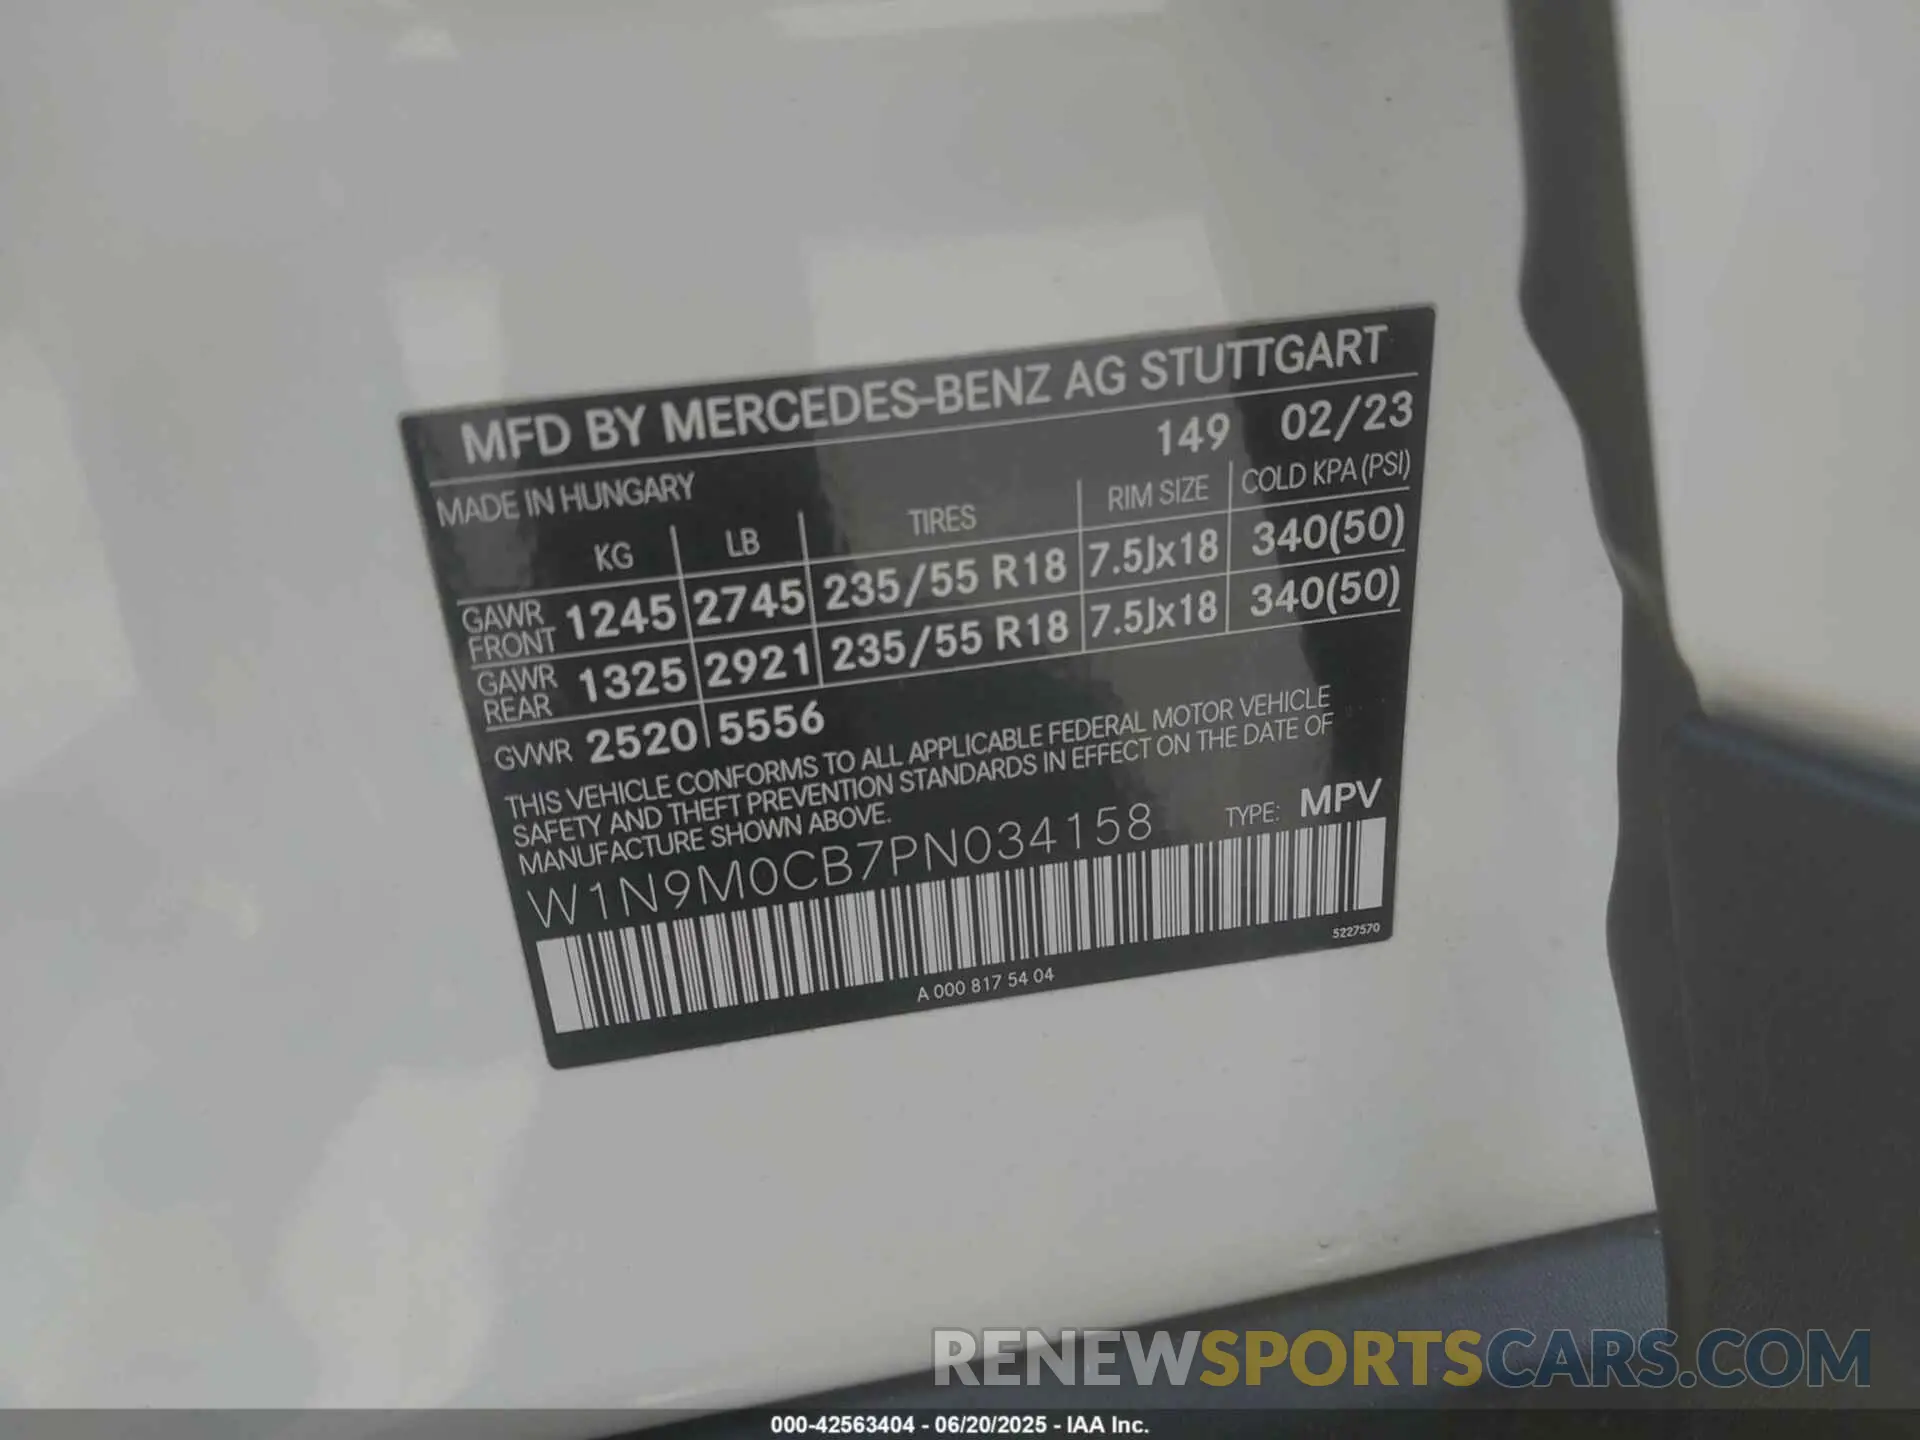 MFD BY MERCEDES-BENZ AG STUTTGART
MADE IN HUNGARY 149 02/23
KG LB TIRES RIM SIZE COLD KPA (PSI)
GAWR FRONT 1245 2745 235/55 R18 7.5Jx18 340(50)
GAWR REAR 1325 2921 235/55 R18 7.5Jx18 340(50)
GVWR 2520 5556
THIS VEHICLE CONFORMS TO ALL APPLICABLE FEDERAL MOTOR VEHICLE
SAFETY AND THEFT PREVENTION STANDARDS IN EFFECT ON THE DATE OF
MANUFACTURE SHOWN ABOVE.
W1N9M0CB7PN034158 TYPE: MPV
5227570
A 000 817 54 04
RENEWSPORTSCARS.COM
000-42563404 - 06/20/2025 - IAA Inc.